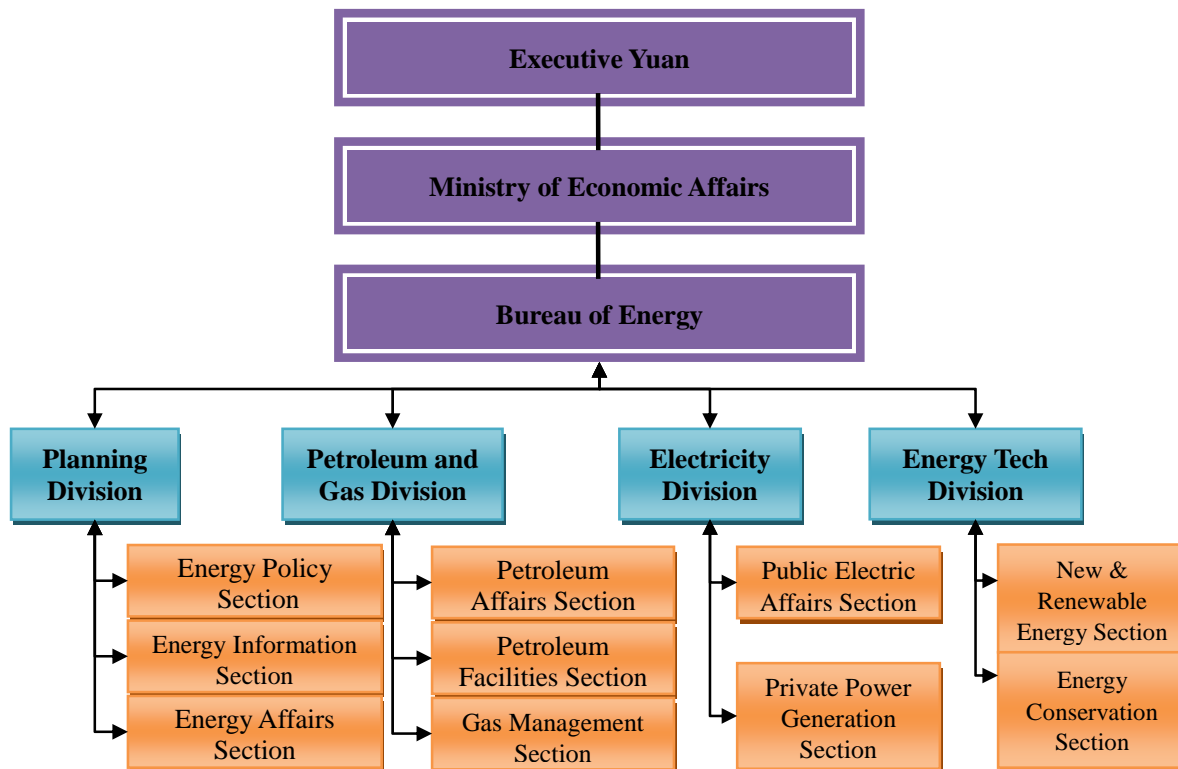 Executive Yuan
Ministry of Economic Affairs
Bureau of Energy
Planning
Division
Petroleum and
Gas Division
Electricity
Division
Energy Tech
Division
Energy Policy
Section
Energy Information
Section
Energy Affairs
Section
Petroleum
Affairs Section
Petroleum
Facilities Section
Gas Management
Section
Public Electric
Affairs Section
Private Power
Generation
Section
New &
Renewable
Energy Section
Energy
Conservation
Section